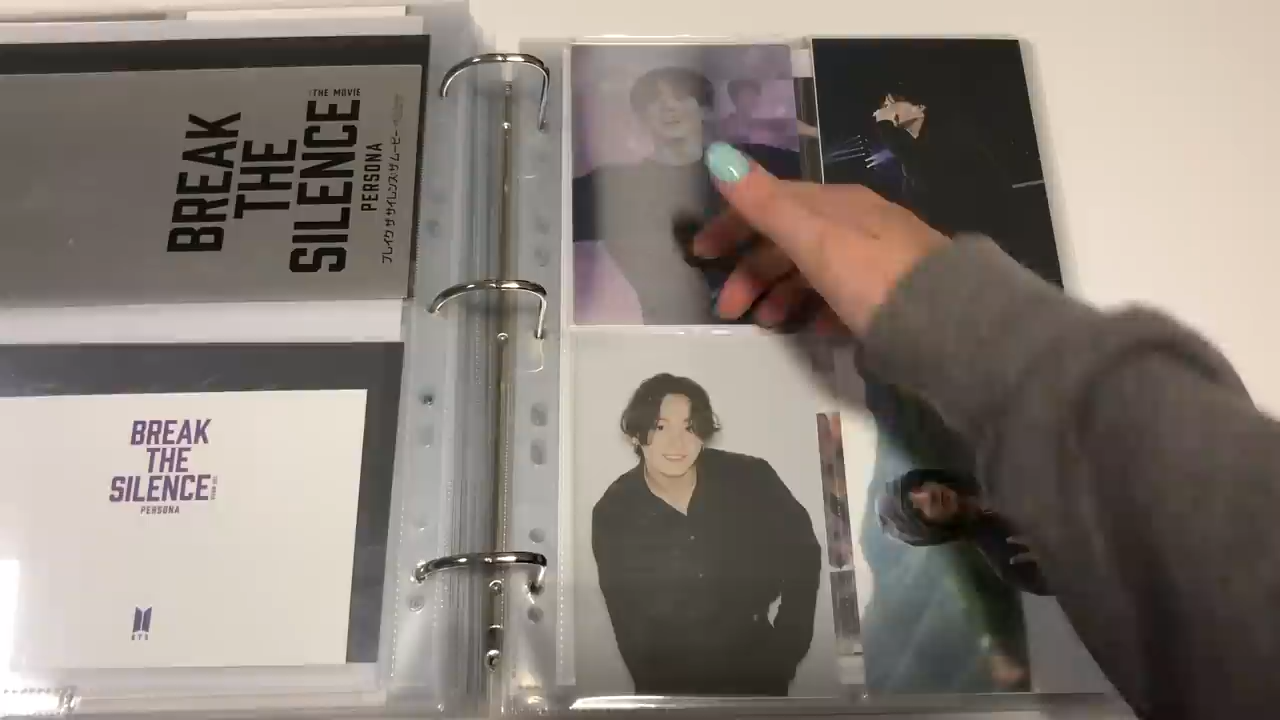 BREAK
THE
SILENCE
THE MOVIE
PERSONA
ブレイク ザ サイレンス ザ ムービー
BREAK
THE
SILENCE
PERSONA
BTS